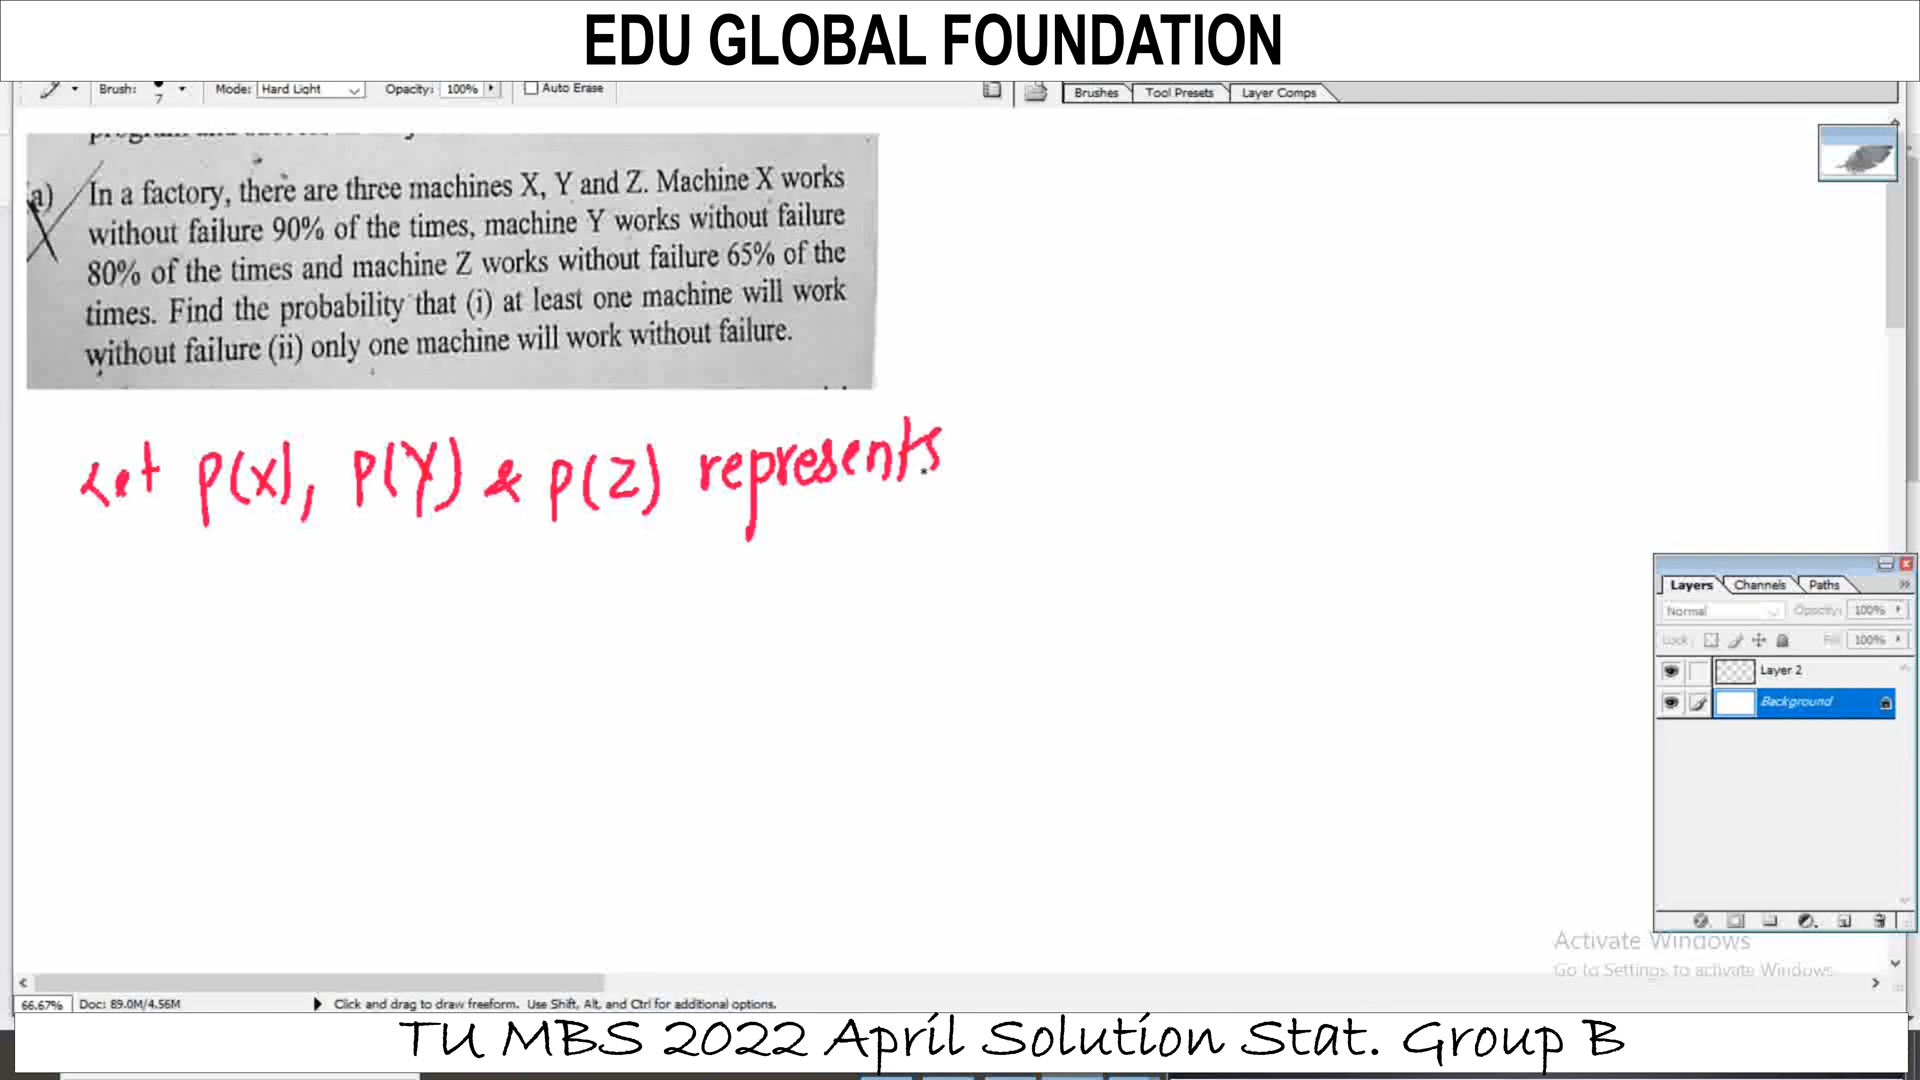 EDU GLOBAL FOUNDATION
Brush: 7 Mode: Hard Light Opacity: 100% Auto Erase
Brushes Tool Presets Layer Comps
a) In a factory, there are three machines X, Y and Z. Machine X works
without failure 90% of the times, machine Y works without failure
80% of the times and machine Z works without failure 65% of the
times. Find the probability that (i) at least one machine will work
without failure (ii) only one machine will work without failure.
Let P(X), P(Y) & P(Z) represents
Layers Channels Paths
Normal Opacity: 100%
Lock: Fill: 100%
Layer 2
Background
Activate Windows
Go to Settings to activate Windows.
66.67% Doc: 89.0M/4.56M Click and drag to draw freeform. Use Shift, Alt, and Ctrl for additional options.
TU MBS 2022 April Solution Stat. Group B